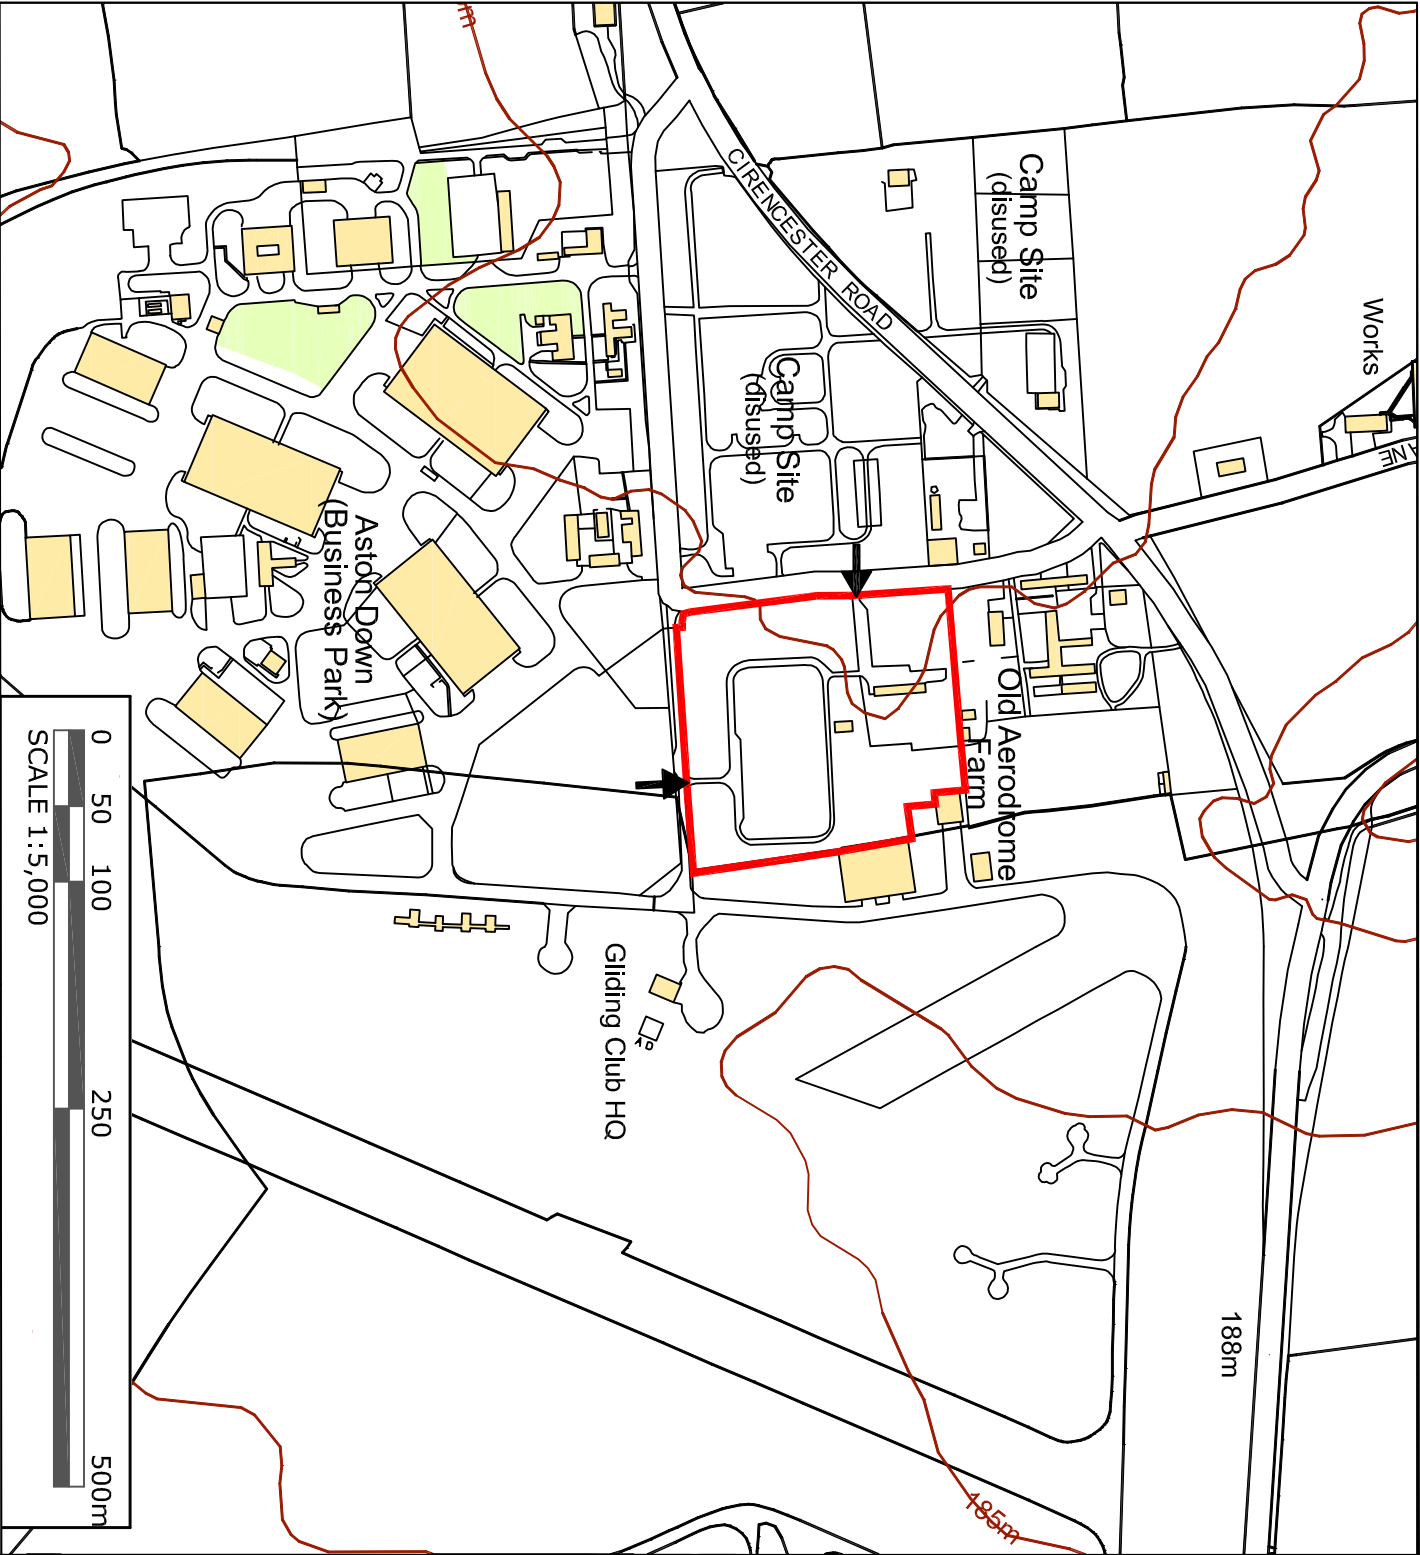 Works
ANE
Camp Site
(disused)
CIRENCESTER ROAD
Camp Site
(disused)
Old Aerodrome
Farm
Aston Down
(Business Park)
Gliding Club HQ
188m
185m
m
0 50 100 250 500m
SCALE 1:5,000